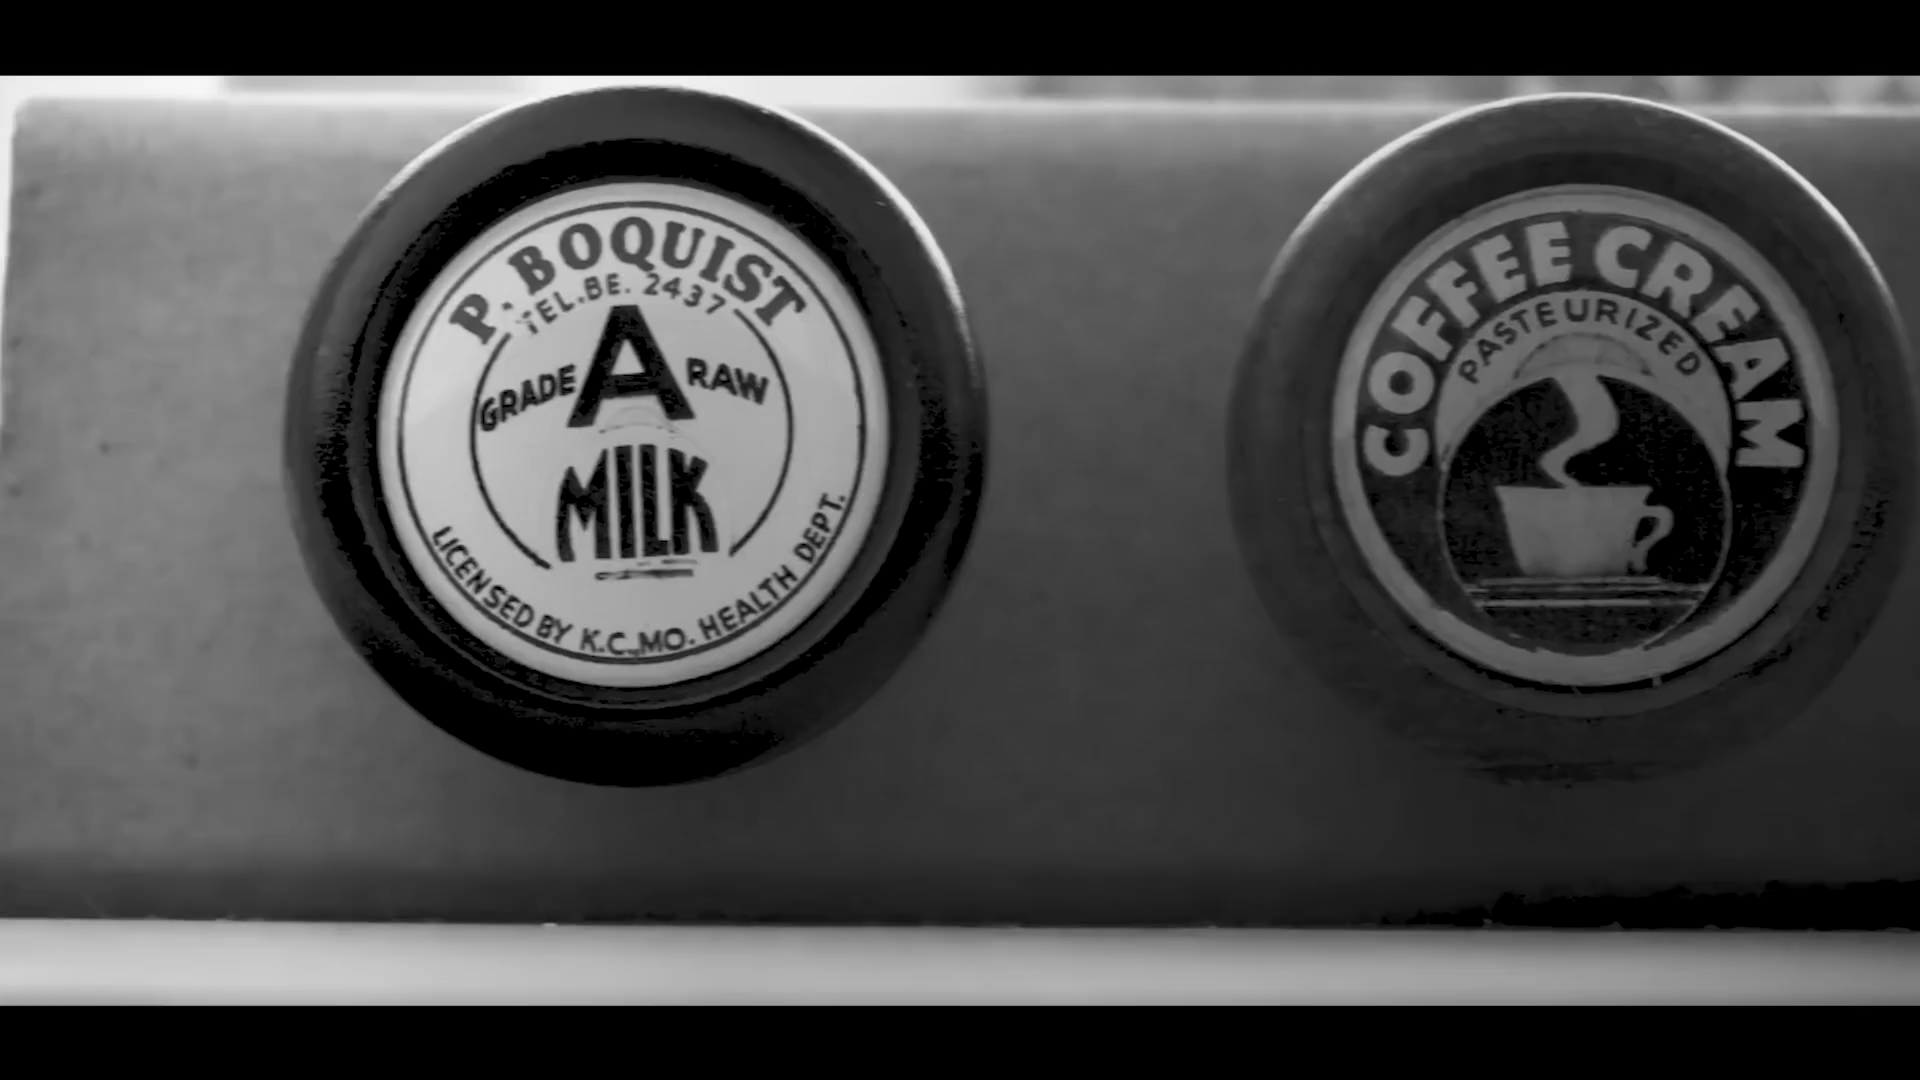 P. BOQUIST
TEL. BE. 2437
GRADE A RAW
MILK
LICENSED BY K.C., MO. HEALTH DEPT.
COFFEE CREAM
PASTEURIZED